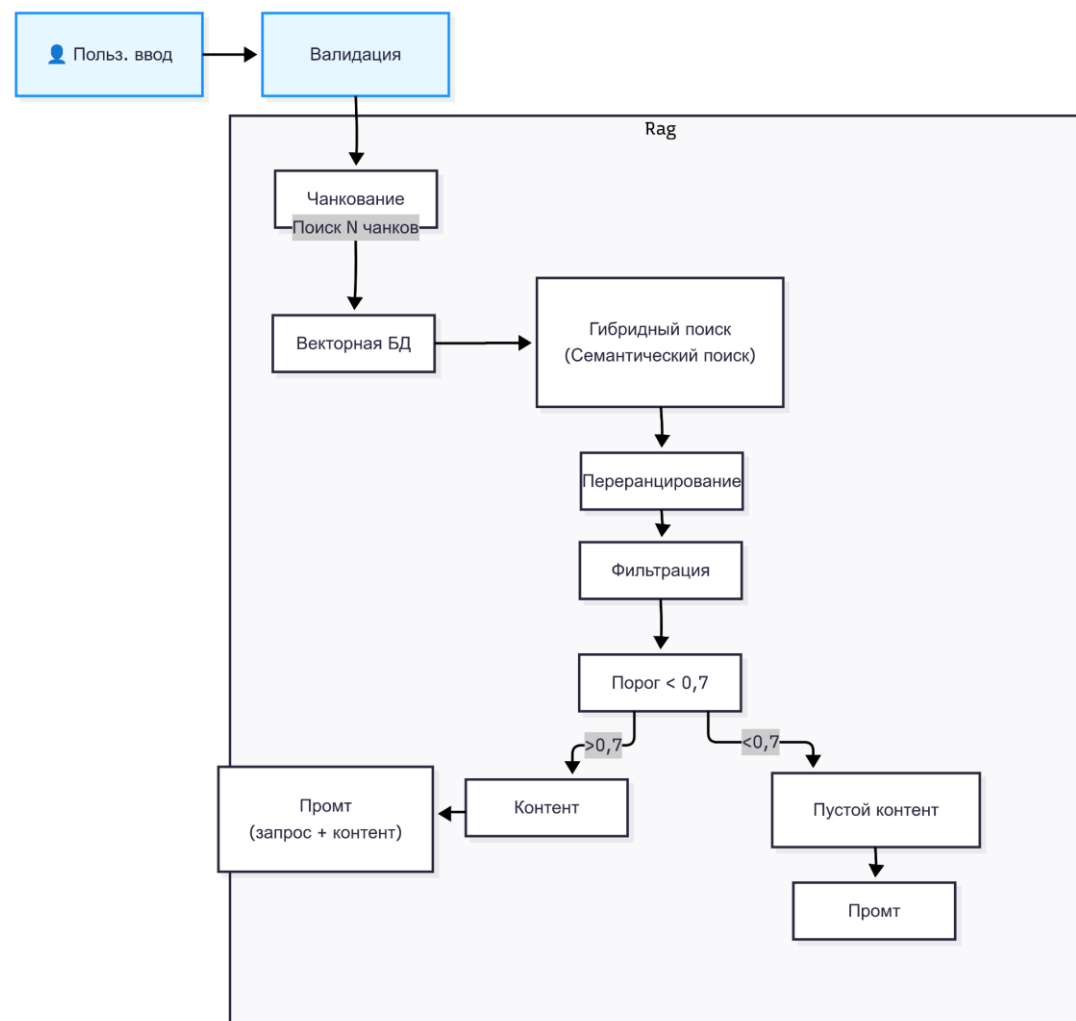 👤 Польз. ввод
Валидация
Rag
Чанкование
Поиск N чанков
Векторная БД
Гибридный поиск
(Семантический поиск)
Переранцирование
Фильтрация
Порог < 0,7
>0,7
<0,7
Промт
(запрос + контент)
Контент
Пустой контент
Промт